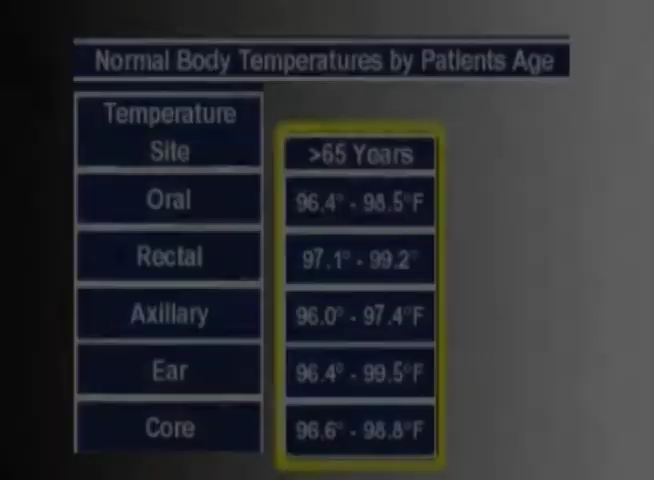 Normal Body Temperatures by Patients Age
Temperature
Site
>65 Years
Oral
96.4° - 98.5°F
Rectal
97.1° - 99.2°
Axillary
96.0° - 97.4°F
Ear
96.4° - 99.5°F
Core
96.6° - 98.8°F